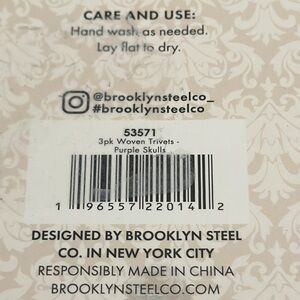 CARE AND USE:
Hand wash as needed.
Lay flat to dry.
@brooklynsteelco_
#brooklynsteelco
53571
3pk Woven Trivets -
Purple Skulls
1 96557 22014 2
DESIGNED BY BROOKLYN STEEL
CO. IN NEW YORK CITY
RESPONSIBLY MADE IN CHINA
BROOKLYNSTEELCO.COM